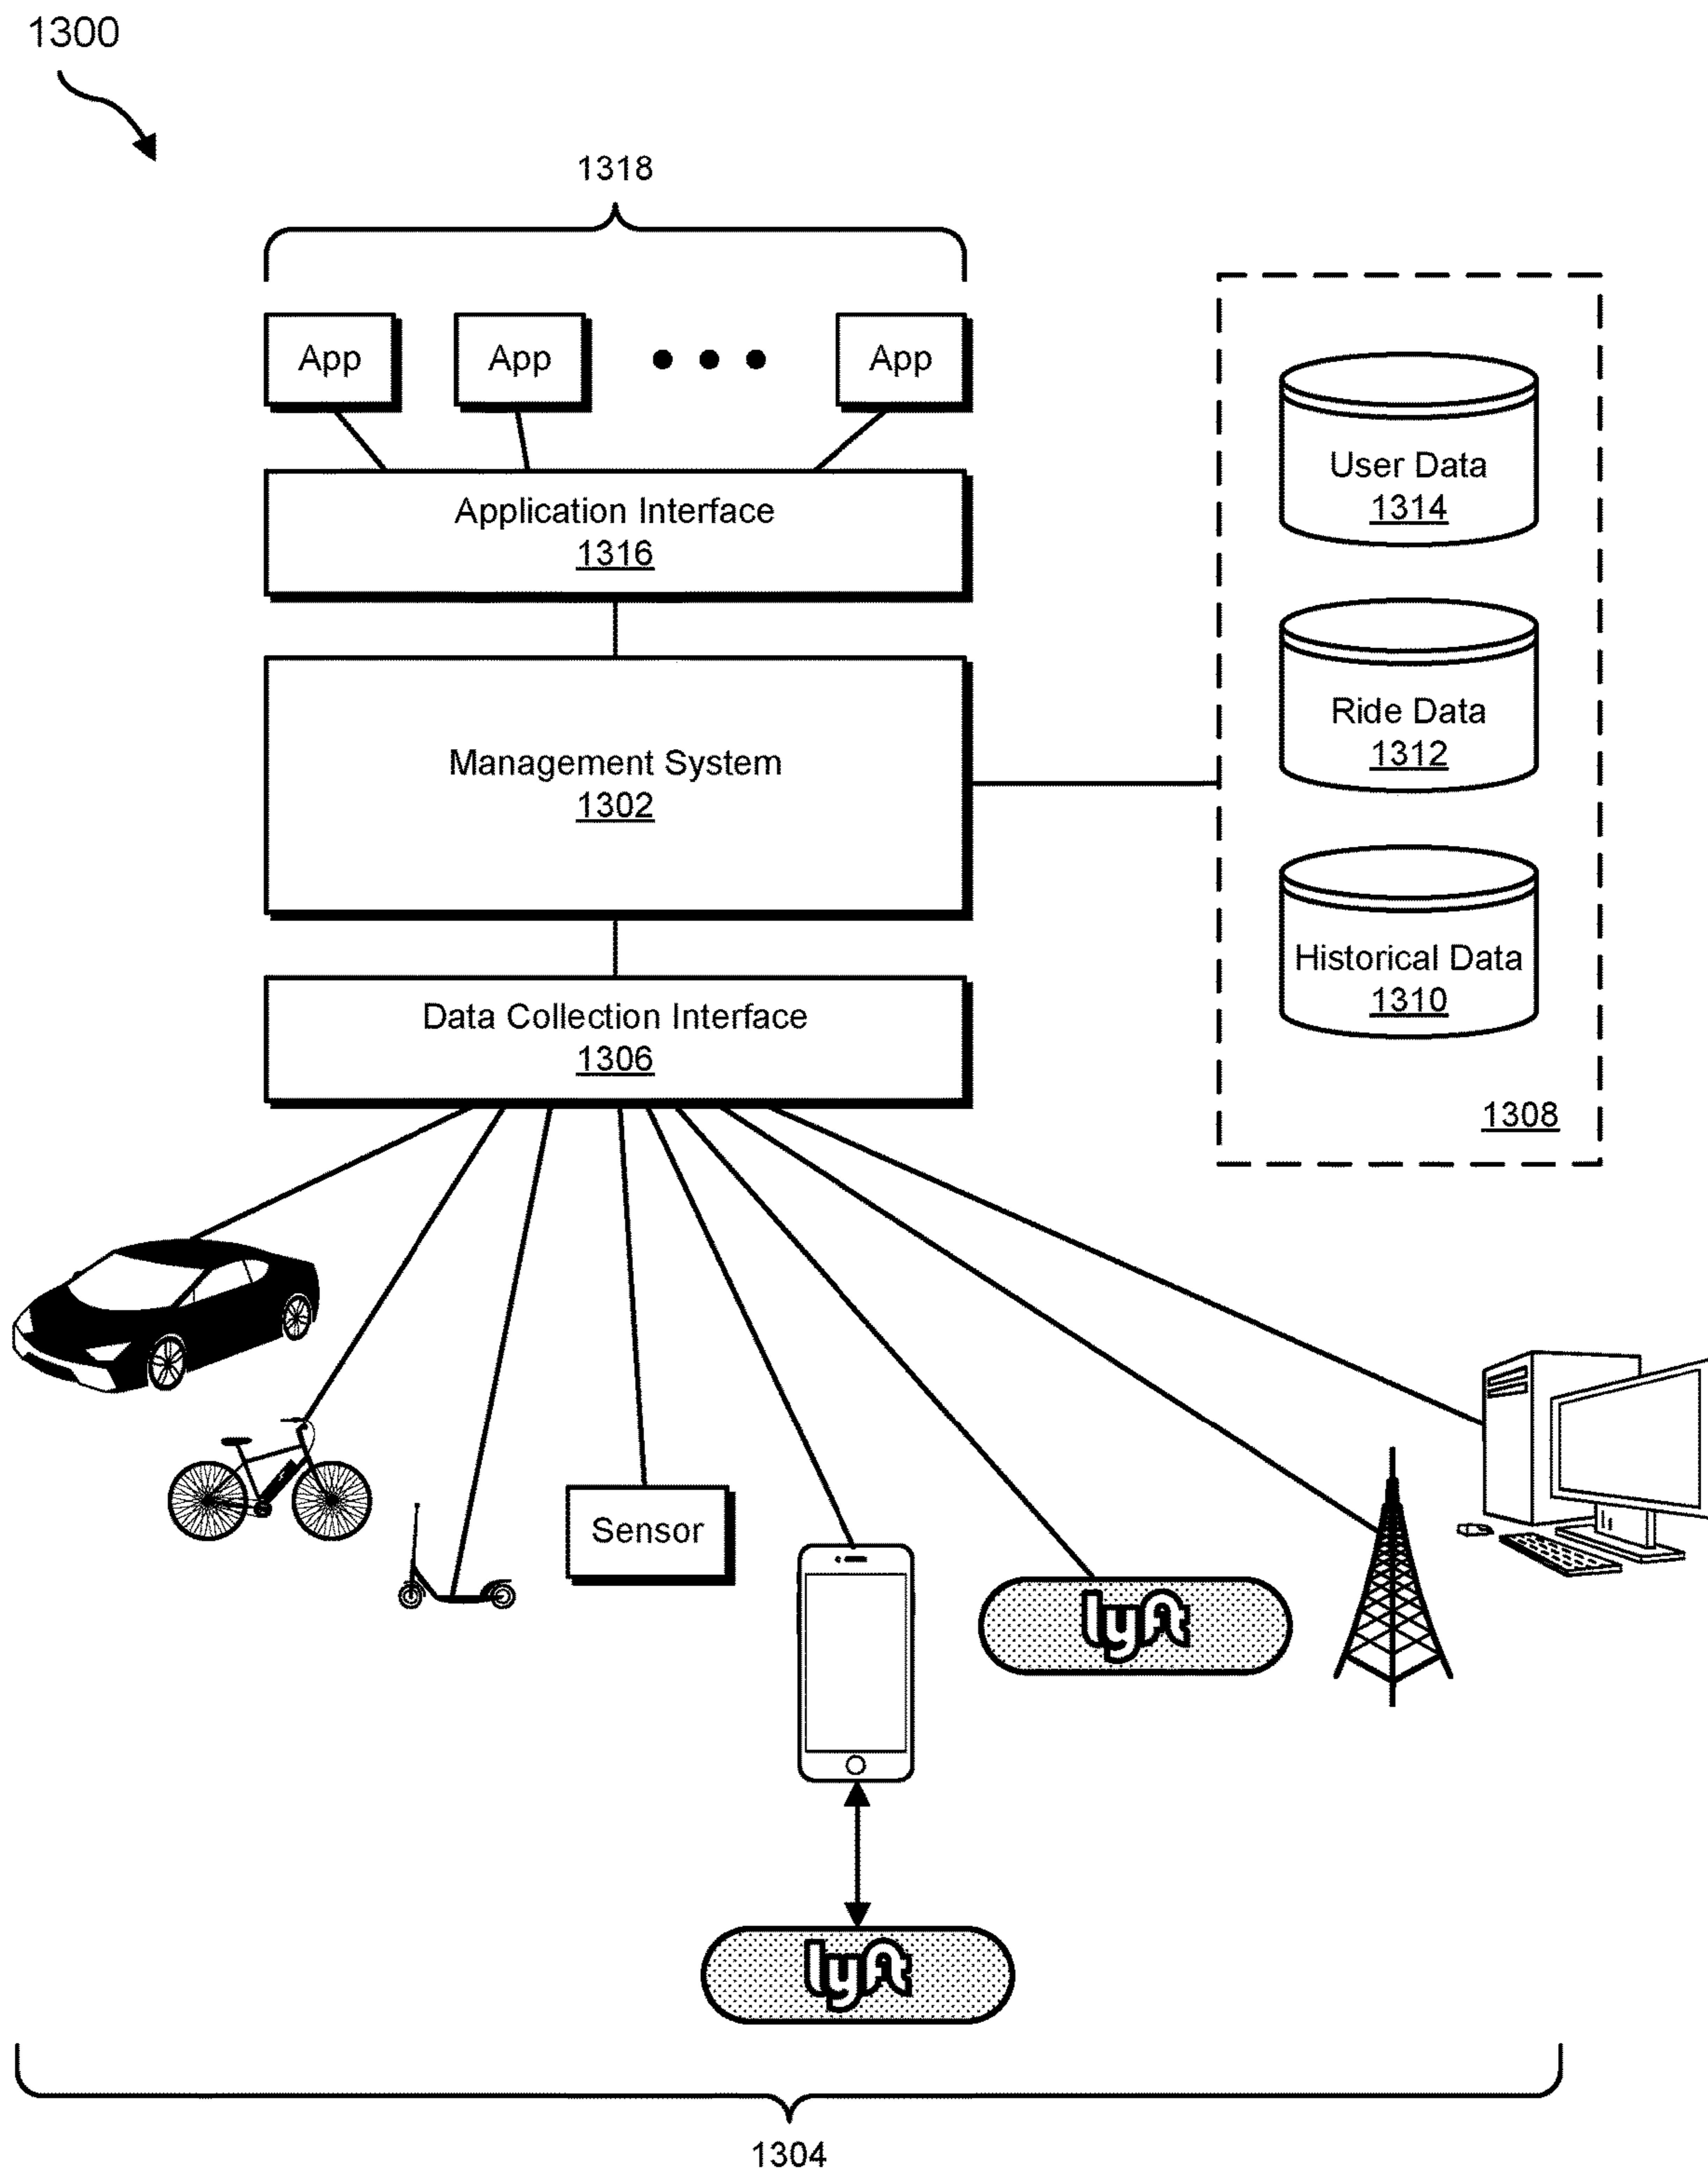 1300
1318
App
App
App
Application Interface
1316
User Data
1314
Ride Data
1312
Management System
1302
Historical Data
1310
Data Collection Interface
1306
1308
Sensor
lyft
lyft
1304